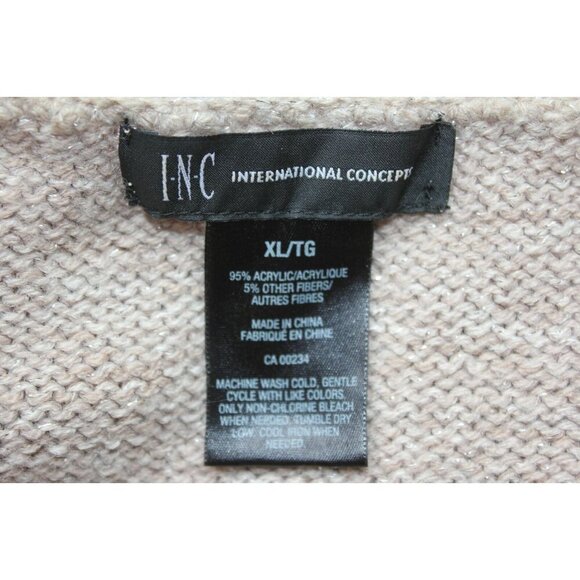 I·N·C INTERNATIONAL CONCEPTS
XL/TG
95% ACRYLIC/ACRYLIQUE
5% OTHER FIBERS/
AUTRES FIBRES
MADE IN CHINA
FABRIQUÉ EN CHINE
CA 00234
MACHINE WASH COLD, GENTLE
CYCLE WITH LIKE COLORS.
ONLY NON-CHLORINE BLEACH
WHEN NEEDED. TUMBLE DRY
LOW. COOL IRON WHEN
NEEDED.